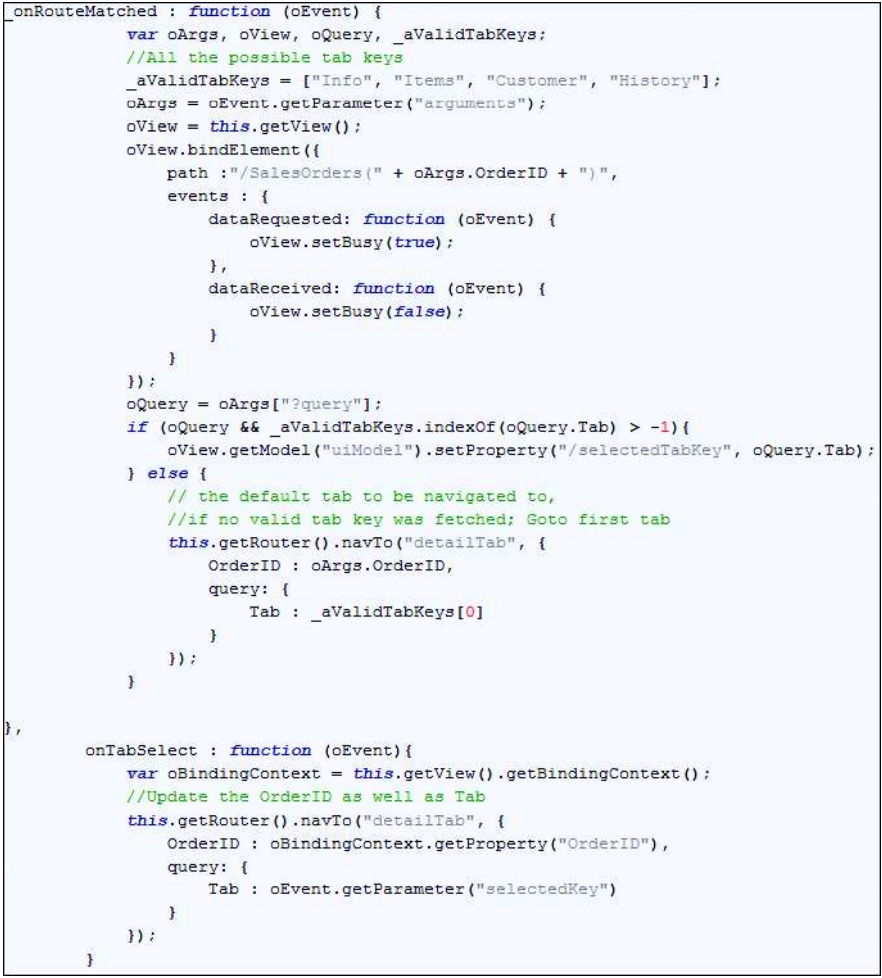 _onRouteMatched : function (oEvent) {
var oArgs, oView, oQuery, _aValidTabKeys;
//All the possible tab keys
_aValidTabKeys = ["Info", "Items", "Customer", "History"];
oArgs = oEvent.getParameter("arguments");
oView = this.getView();
oView.bindElement({
path :"/SalesOrders(" + oArgs.OrderID + ")",
events : {
dataRequested: function (oEvent) {
oView.setBusy(true);
},
dataReceived: function (oEvent) {
oView.setBusy(false);
}
}
});
oQuery = oArgs["?query"];
if (oQuery && _aValidTabKeys.indexOf(oQuery.Tab) > -1){
oView.getModel("uiModel").setProperty("/selectedTabKey", oQuery.Tab);
} else {
// the default tab to be navigated to,
//if no valid tab key was fetched; Goto first tab
this.getRouter().navTo("detailTab", {
OrderID : oArgs.OrderID,
query: {
Tab : _aValidTabKeys[0]
}
});
}
},
onTabSelect : function (oEvent){
var oBindingContext = this.getView().getBindingContext();
//Update the OrderID as well as Tab
this.getRouter().navTo("detailTab", {
OrderID : oBindingContext.getProperty("OrderID"),
query: {
Tab : oEvent.getParameter("selectedKey")
}
});
}